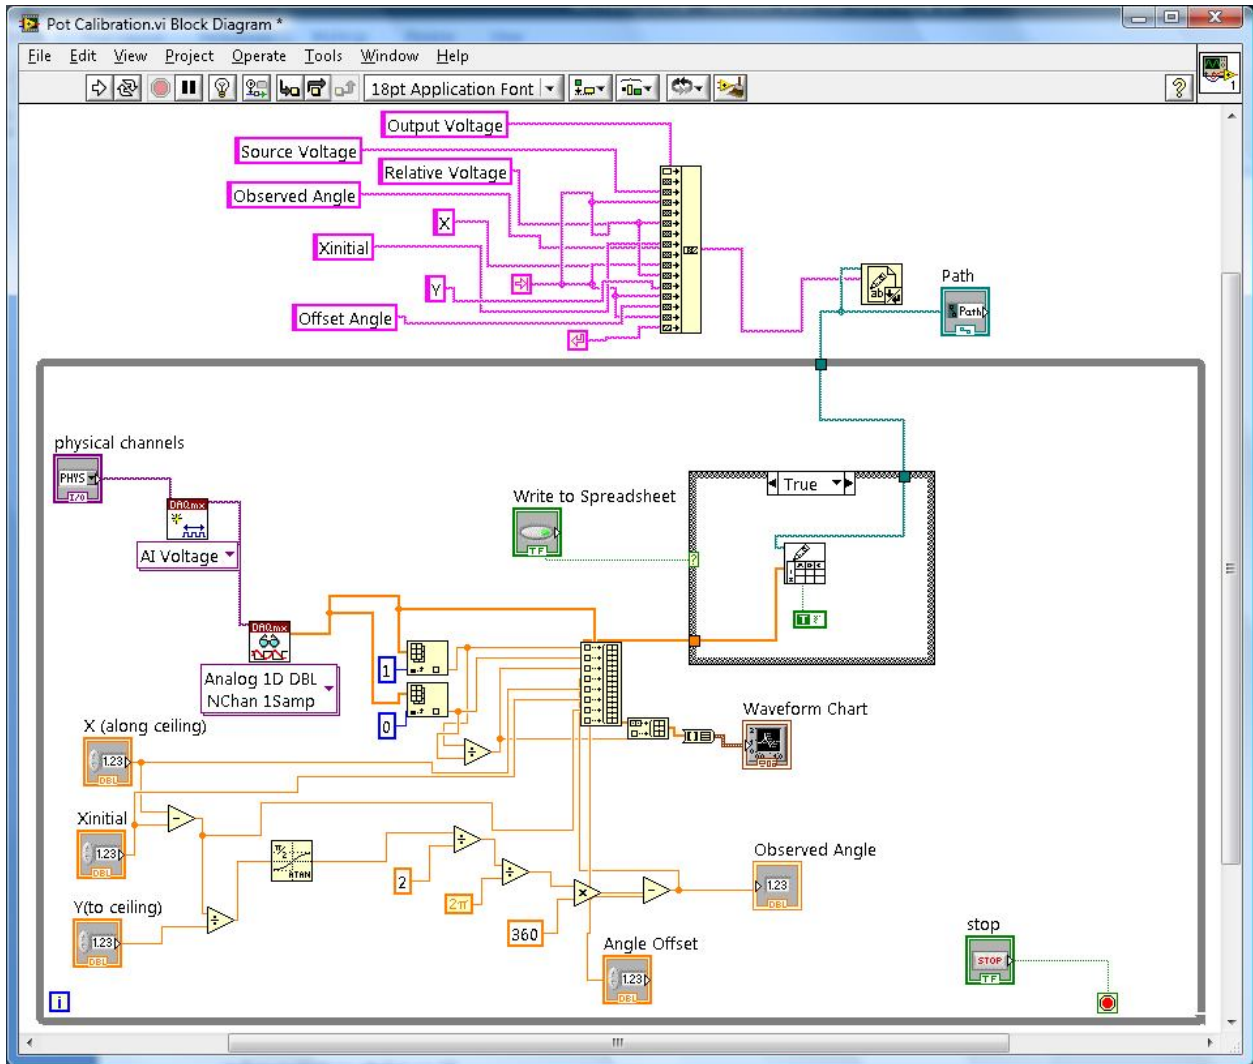 Pot Calibration.vi Block Diagram *
File Edit View Project Operate Tools Window Help
18pt Application Font
1
Output Voltage
Source Voltage
Relative Voltage
Observed Angle
X
Xinitial
Y
Offset Angle
ab
Path
Path
physical channels
PHYS
I/O
DAQmx
AI Voltage
Write to Spreadsheet
TF
True
?
T F
DAQmx
Analog 1D DBL
NChan 1Samp
1
0
Waveform Chart
X (along ceiling)
1.23
DBL
Xinitial
1.23
DBL
π/2
ATAN
÷
÷
÷
÷
2
2π
×
−
−
360
Observed Angle
1.23
DBL
Y(to ceiling)
1.23
DBL
Angle Offset
1.23
DBL
stop
STOP
TF
i